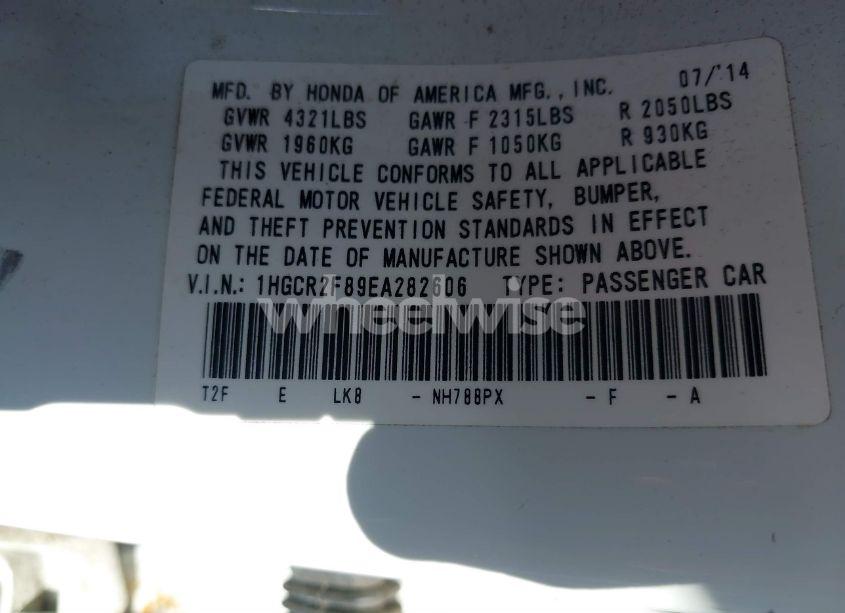 MFD. BY HONDA OF AMERICA MFG., INC. 07/'14
GVWR 4321LBS GAWR F 2315LBS R 2050LBS
GVWR 1960KG GAWR F 1050KG R 930KG
THIS VEHICLE CONFORMS TO ALL APPLICABLE
FEDERAL MOTOR VEHICLE SAFETY, BUMPER,
AND THEFT PREVENTION STANDARDS IN EFFECT
ON THE DATE OF MANUFACTURE SHOWN ABOVE.
V.I.N.: 1HGCR2F89EA282606 TYPE: PASSENGER CAR
wheelwise
T2F E LK8 - NH788PX - F - A